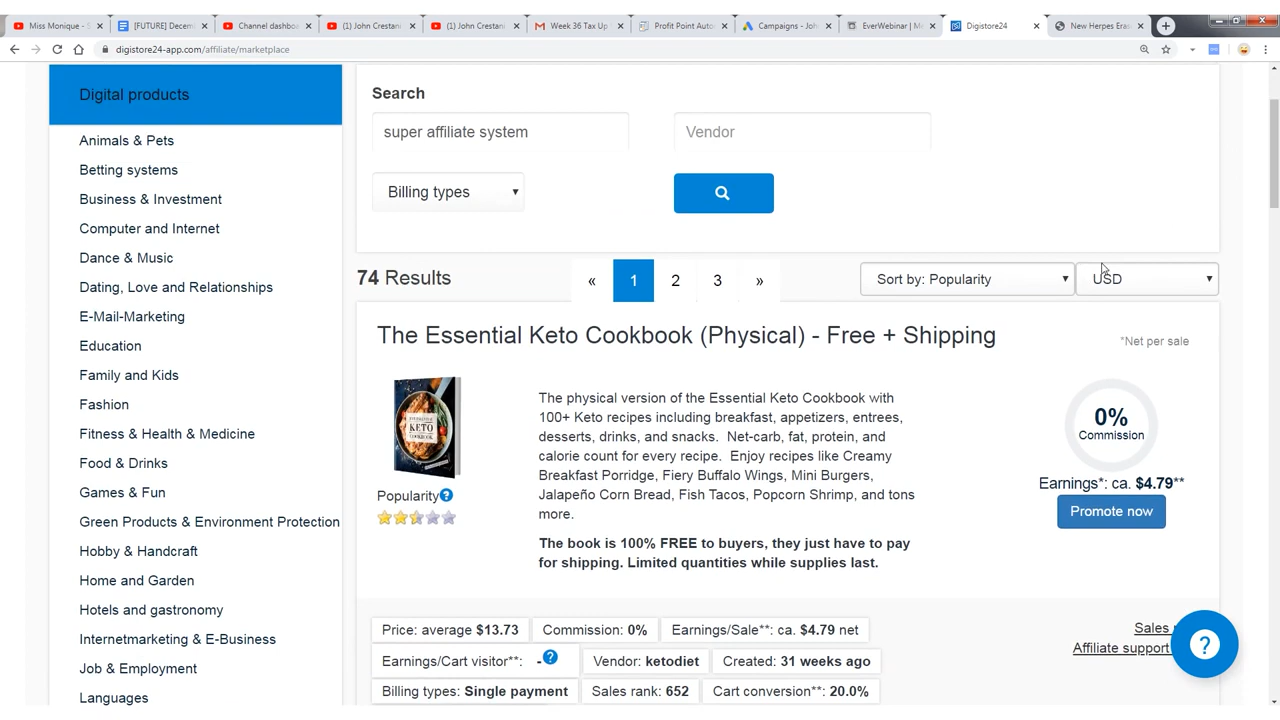 Miss Monique - S
[FUTURE] Decem
Channel dashbo
(1) John Crestan
(1) John Crestan
Week 36 Tax Up
Profit Point Auto
Campaigns - Joh
EverWebinar | M
Digistore24
New Herpes Eras
digistore24-app.com/affiliate/marketplace
Digital products
Animals & Pets
Betting systems
Business & Investment
Computer and Internet
Dance & Music
Dating, Love and Relationships
E-Mail-Marketing
Education
Family and Kids
Fashion
Fitness & Health & Medicine
Food & Drinks
Games & Fun
Green Products & Environment Protection
Hobby & Handcraft
Home and Garden
Hotels and gastronomy
Internetmarketing & E-Business
Job & Employment
Languages
Search
super affiliate system
Vendor
Billing types
74 Results
« 1 2 3 »
Sort by: Popularity
USD
The Essential Keto Cookbook (Physical) - Free + Shipping
*Net per sale
KETO
Popularity
The physical version of the Essential Keto Cookbook with
100+ Keto recipes including breakfast, appetizers, entrees,
desserts, drinks, and snacks. Net-carb, fat, protein, and
calorie count for every recipe. Enjoy recipes like Creamy
Breakfast Porridge, Fiery Buffalo Wings, Mini Burgers,
Jalapeño Corn Bread, Fish Tacos, Popcorn Shrimp, and tons
more.
The book is 100% FREE to buyers, they just have to pay
for shipping. Limited quantities while supplies last.
0%
Commission
Earnings*: ca. $4.79**
Promote now
Price: average $13.73
Commission: 0%
Earnings/Sale**: ca. $4.79 net
Earnings/Cart visitor**: -
Vendor: ketodiet
Created: 31 weeks ago
Billing types: Single payment
Sales rank: 652
Cart conversion**: 20.0%
Sales
Affiliate support
?